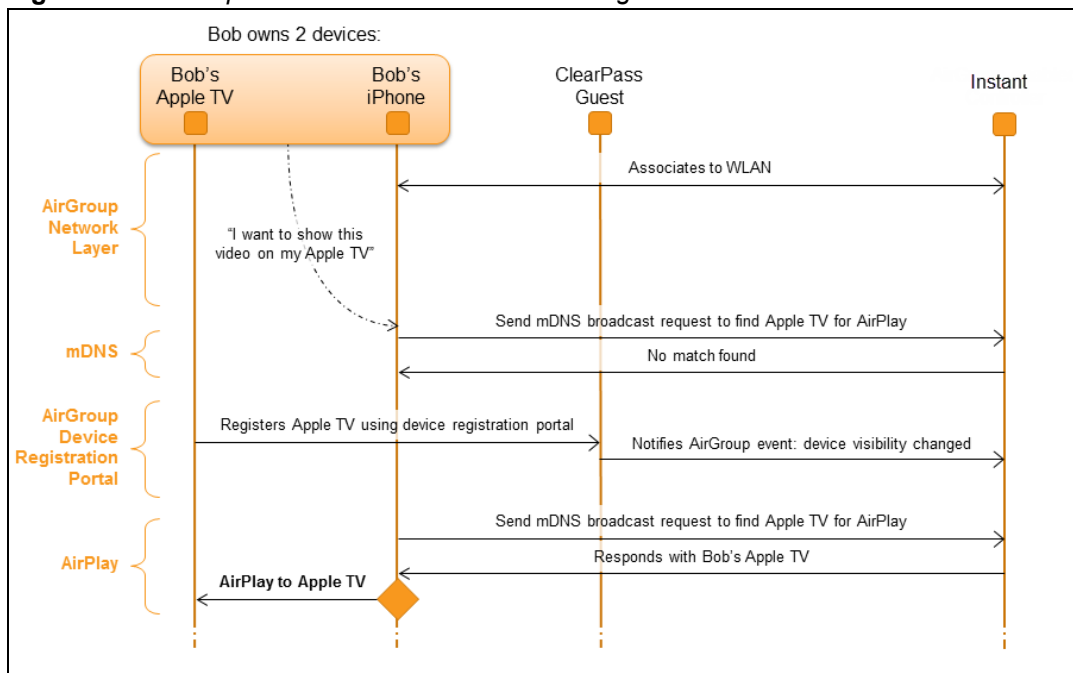 Bob owns 2 devices:
Bob's
Apple TV
Bob's
iPhone
ClearPass
Guest
Instant
Associates to WLAN
AirGroup
Network
Layer
“I want to show this
video on my Apple TV”
Send mDNS broadcast request to find Apple TV for AirPlay
mDNS
No match found
AirGroup
Device
Registration
Portal
Registers Apple TV using device registration portal
Notifies AirGroup event: device visibility changed
Send mDNS broadcast request to find Apple TV for AirPlay
AirPlay
Responds with Bob's Apple TV
AirPlay to Apple TV